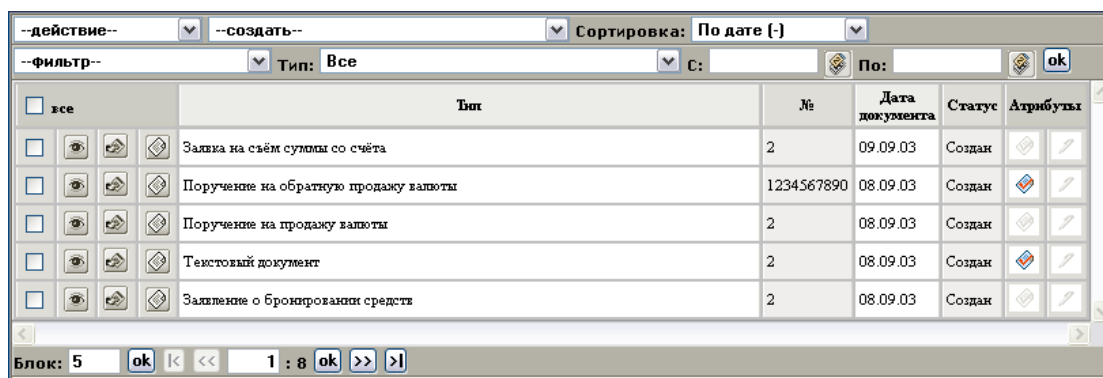 --действие-- --создать-- Сортировка: По дате (-)
--Фильтр-- Тип: Все С: По: ok
все Тип № Дата документа Статус Атрибуты
Заявка на съём суммы со счёта 2 09.09.03 Создан
Поручение на обратную продажу валюты 1234567890 08.09.03 Создан
Поручение на продажу валюты 2 08.09.03 Создан
Текстовый документ 2 08.09.03 Создан
Заявление о бронировании средств 2 08.09.03 Создан
Блок: 5 ok |< << 1 : 8 ok >> >|